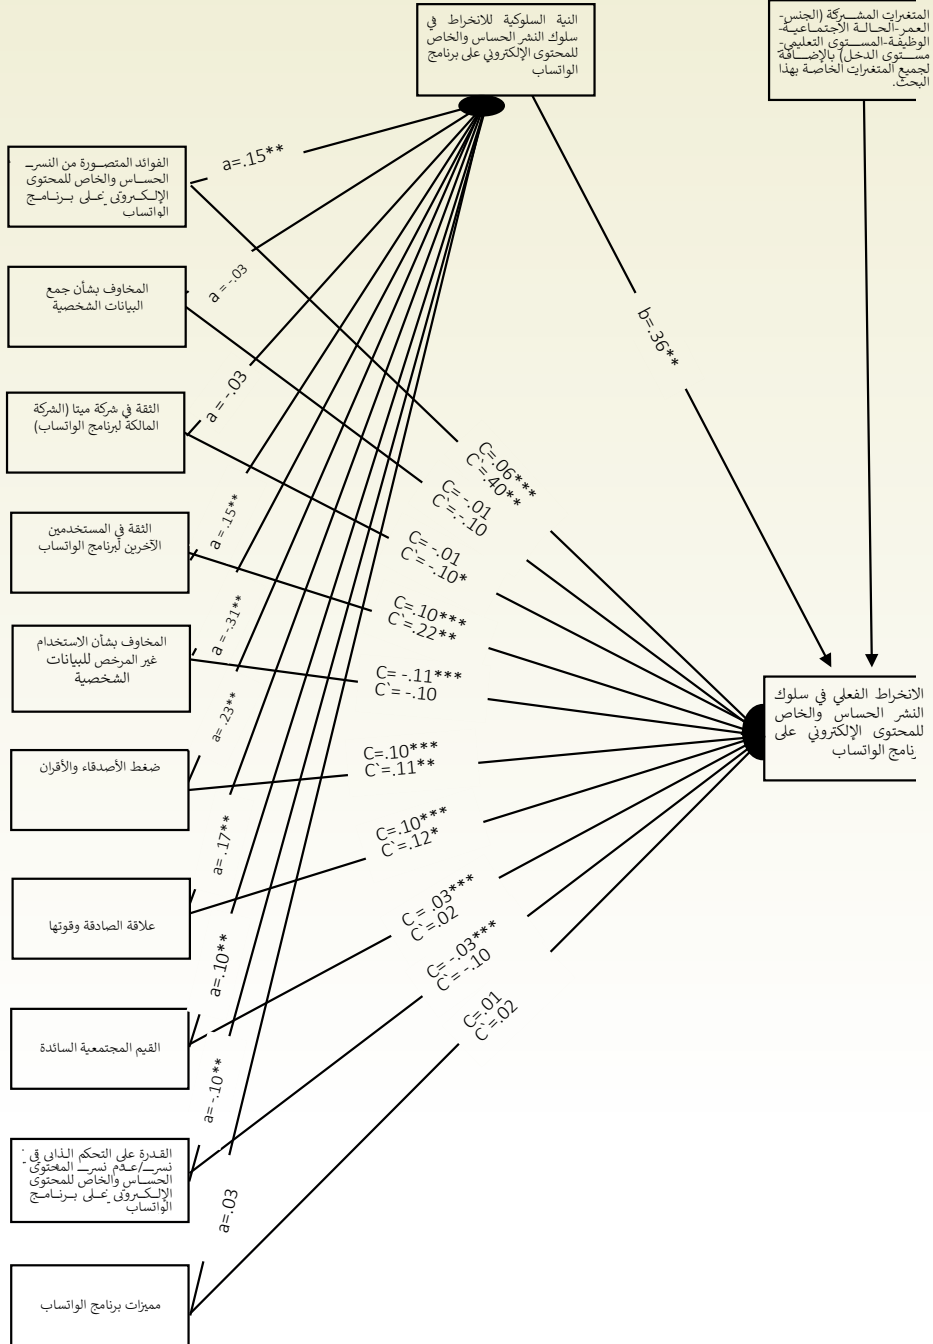 النية السلوكية للانخراط في
سلوك النشر الحساس والخاص
للمحتوى الإلكتروني على برنامج
الواتساب
المتغيرات المشتركة (الجنس-
العمر-الحالة الاجتماعية-
الوظيفة-المستوى التعليمي-
مستوى الدخل) بالإضافة
لجميع المتغيرات الخاصة بهذا
البحث.
الفوائد المتصورة من النشر
الحساس والخاص للمحتوى
الإلكتروني على برنامج
الواتساب
a=.15**
المخاوف بشأن جمع
البيانات الشخصية
a =-.03
الثقة في شركة ميتا (الشركة
المالكة لبرنامج الواتساب)
a = -.03
الثقة في المستخدمين
الآخرين لبرنامج الواتساب
a = .15**
المخاوف بشأن الاستخدام
غير المرخص للبيانات
الشخصية
a = -.31**
ضغط الأصدقاء والأقران
a= .23**
علاقة الصادقة وقوتها
a= .17**
القيم المجتمعية السائدة
a=.10**
القدرة على التحكم الذاتي في
نشر/عدم نشر المحتوى
الحساس والخاص للمحتوى
الإلكتروني على برنامج
الواتساب
a= -.10**
مميزات برنامج الواتساب
a=.03
b=.36**
C=.06***
C`=.40**
C= -.01
C`=.-.10
C= -.01
C`= -.10*
C=.10***
C`=.22**
C= -.11***
C`= -.10
C=.10***
C`=.11**
C=.10***
C`=.12*
C = .03***
C`=.02
C= -.03***
C`= -.10
C=.01
C`=.02
الانخراط الفعلي في سلوك
النشر الحساس والخاص
للمحتوى الإلكتروني على
رنامج الواتساب